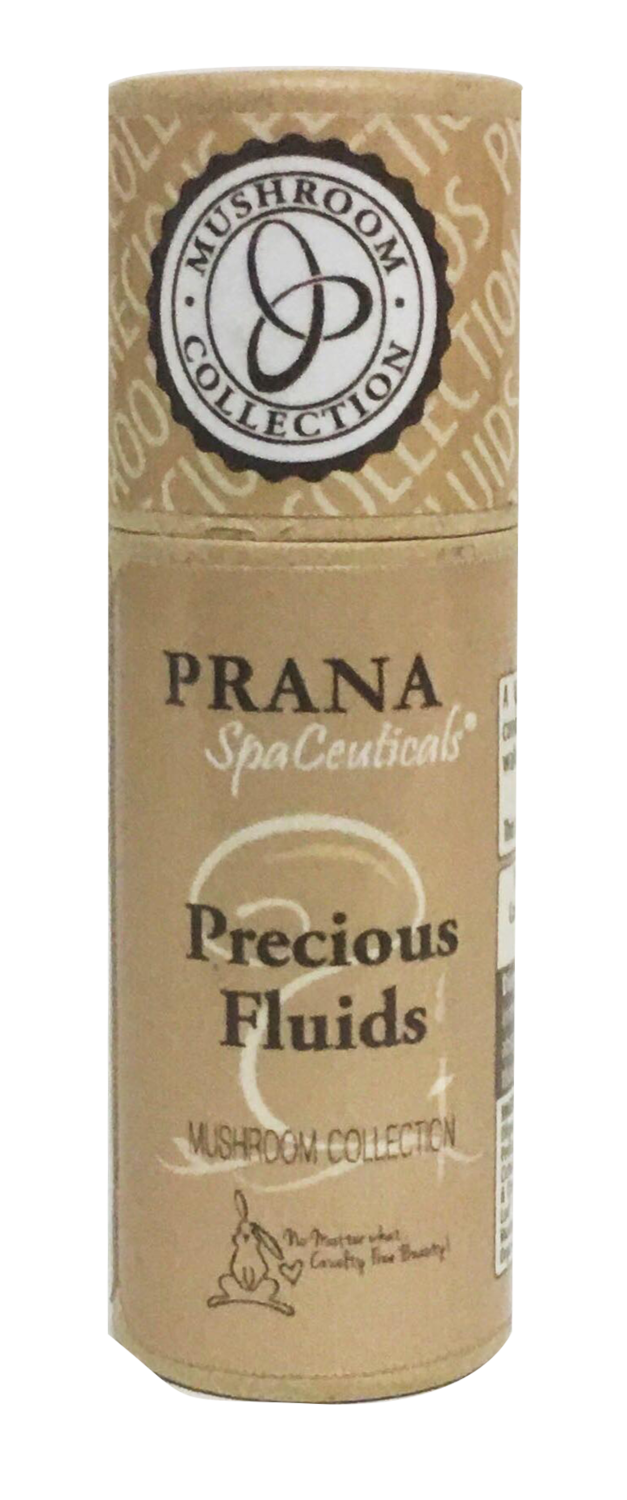 MUSHROOM
COLLECTION
PRANA
SpaCeuticals®
Precious
Fluids
MUSHROOM COLLECTION
No Matter what
Cruelty Free Beauty!